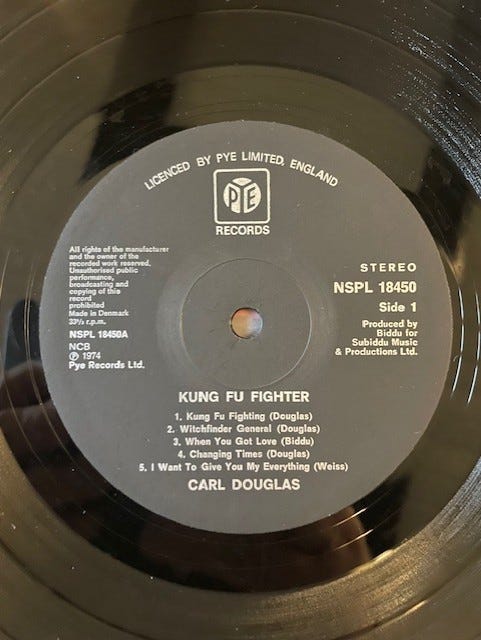 LICENCED BY PYE LIMITED, ENGLAND
PYE
RECORDS
All rights of the manufacturer
and the owner of the
recorded work reserved.
Unauthorised public
performance,
broadcasting and
copying of this
record
prohibited
Made in Denmark
33⅓ r.p.m.
NSPL 18450A
NCB
Ⓟ 1974
Pye Records Ltd.
STEREO
NSPL 18450
Side 1
Produced by
Biddu for
Subiddu Music
& Productions Ltd.
KUNG FU FIGHTER
1. Kung Fu Fighting (Douglas)
2. Witchfinder General (Douglas)
3. When You Got Love (Biddu)
4. Changing Times (Douglas)
5. I Want To Give You My Everything (Weiss)
CARL DOUGLAS